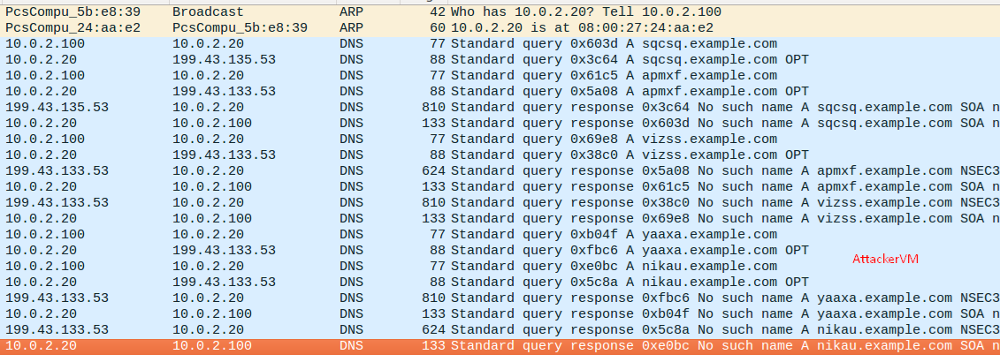 PcsCompu_5b:e8:39 Broadcast ARP 42 Who has 10.0.2.20? Tell 10.0.2.100
PcsCompu_24:aa:e2 PcsCompu_5b:e8:39 ARP 60 10.0.2.20 is at 08:00:27:24:aa:e2
10.0.2.100 10.0.2.20 DNS 77 Standard query 0x603d A sqcsq.example.com
10.0.2.20 199.43.135.53 DNS 88 Standard query 0x3c64 A sqcsq.example.com OPT
10.0.2.100 10.0.2.20 DNS 77 Standard query 0x61c5 A apmxf.example.com
10.0.2.20 199.43.133.53 DNS 88 Standard query 0x5a08 A apmxf.example.com OPT
199.43.135.53 10.0.2.20 DNS 810 Standard query response 0x3c64 No such name A sqcsq.example.com SOA n
10.0.2.20 10.0.2.100 DNS 133 Standard query response 0x603d No such name A sqcsq.example.com SOA n
10.0.2.100 10.0.2.20 DNS 77 Standard query 0x69e8 A vizss.example.com
10.0.2.20 199.43.133.53 DNS 88 Standard query 0x38c0 A vizss.example.com OPT
199.43.133.53 10.0.2.20 DNS 624 Standard query response 0x5a08 No such name A apmxf.example.com NSEC3
10.0.2.20 10.0.2.100 DNS 133 Standard query response 0x61c5 No such name A apmxf.example.com SOA n
199.43.133.53 10.0.2.20 DNS 810 Standard query response 0x38c0 No such name A vizss.example.com NSEC3
10.0.2.20 10.0.2.100 DNS 133 Standard query response 0x69e8 No such name A vizss.example.com SOA n
10.0.2.100 10.0.2.20 DNS 77 Standard query 0xb04f A yaaxa.example.com
10.0.2.20 199.43.133.53 DNS 88 Standard query 0xfbc6 A yaaxa.example.com OPT
AttackerVM
10.0.2.100 10.0.2.20 DNS 77 Standard query 0xe0bc A nikau.example.com
10.0.2.20 199.43.133.53 DNS 88 Standard query 0x5c8a A nikau.example.com OPT
199.43.133.53 10.0.2.20 DNS 810 Standard query response 0xfbc6 No such name A yaaxa.example.com NSEC3
10.0.2.20 10.0.2.100 DNS 133 Standard query response 0xb04f No such name A yaaxa.example.com SOA n
199.43.133.53 10.0.2.20 DNS 624 Standard query response 0x5c8a No such name A nikau.example.com NSEC3
10.0.2.20 10.0.2.100 DNS 133 Standard query response 0xe0bc No such name A nikau.example.com SOA n